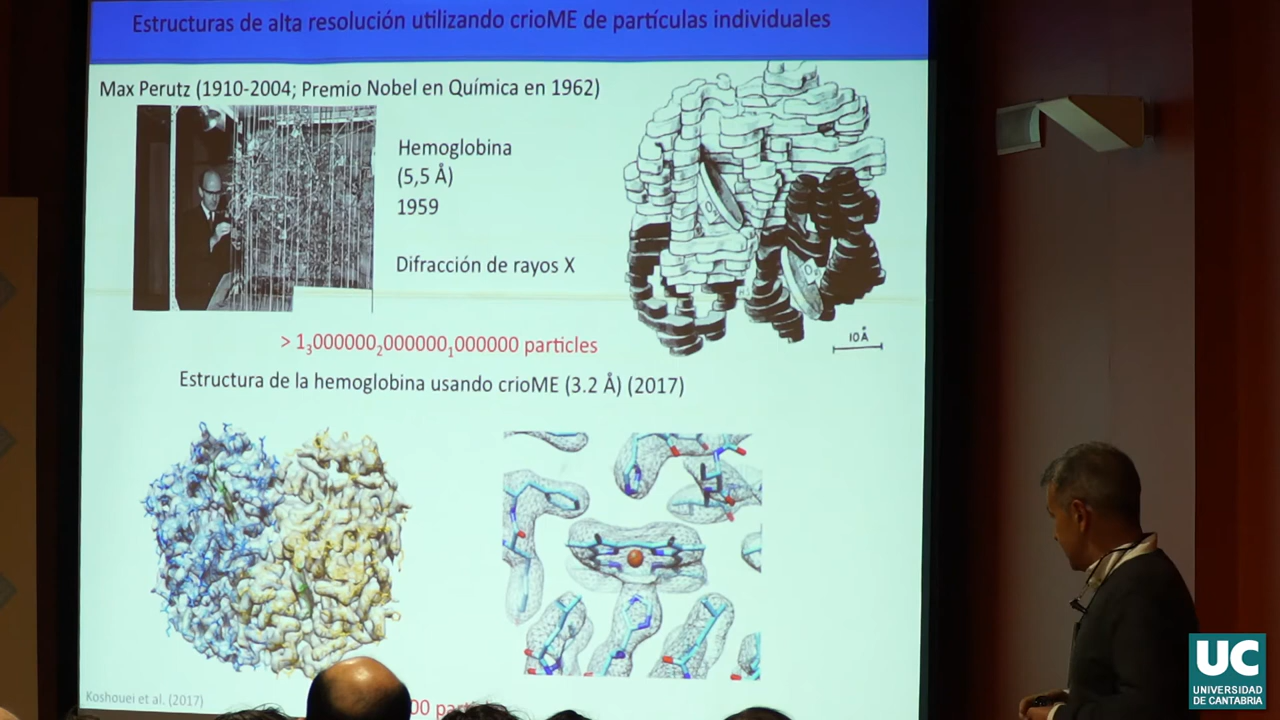 Estructuras de alta resolución utilizando crioME de partículas individuales
Max Perutz (1910-2004; Premio Nobel en Química en 1962)
Hemoglobina
(5,5 Å)
1959
Difracción de rayos X
O₂
O₂
10 Å
> 1₃000000₂000000₁000000 particles
Estructura de la hemoglobina usando crioME (3.2 Å) (2017)
Koshouei et al. (2017)
UC
UNIVERSIDAD
DE CANTABRIA